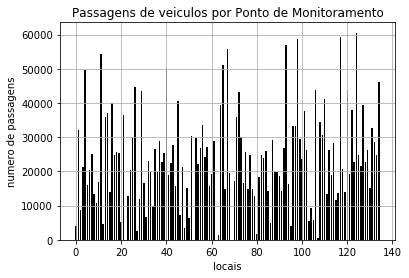 Passagens de veiculos por Ponto de Monitoramento
numero de passagens
60000
50000
40000
30000
20000
10000
0
0 20 40 60 80 100 120 140
locais